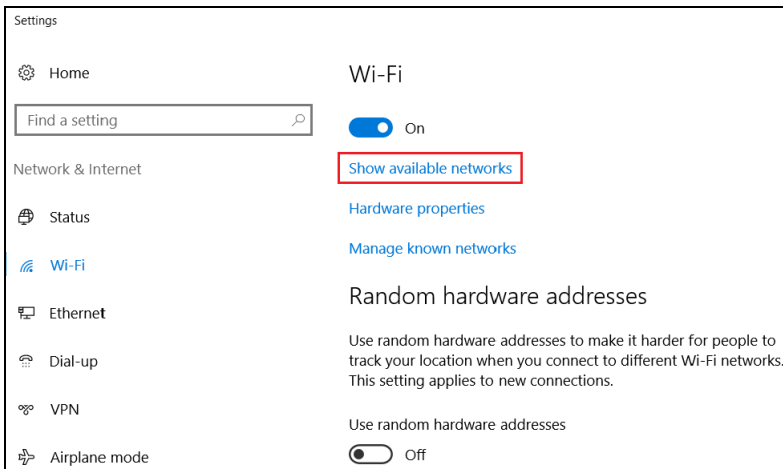 Settings
Home
Find a setting
Network & Internet
Status
Wi-Fi
Ethernet
Dial-up
VPN
Airplane mode
Wi-Fi
On
Show available networks
Hardware properties
Manage known networks
Random hardware addresses
Use random hardware addresses to make it harder for people to
track your location when you connect to different Wi-Fi networks.
This setting applies to new connections.
Use random hardware addresses
Off